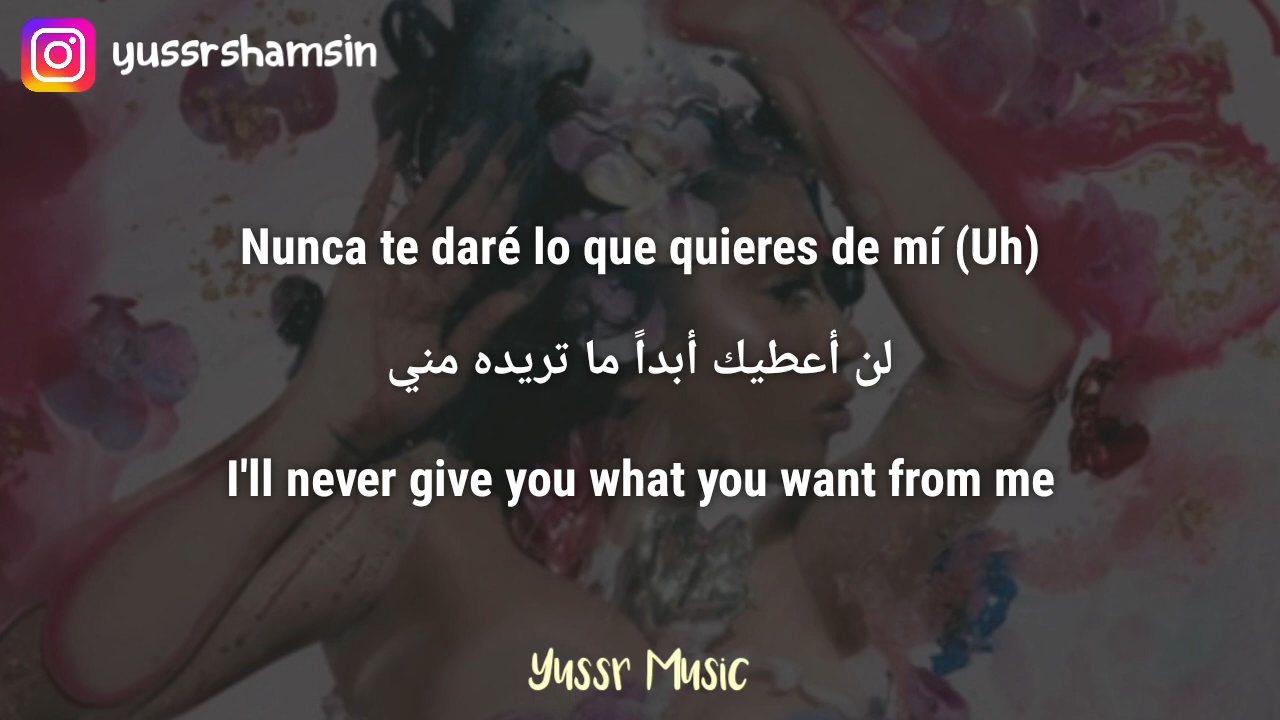 yussrshamsin
Nunca te daré lo que quieres de mí (Uh)
لن أعطيك أبداً ما تريده مني
I'll never give you what you want from me
Yussr Music